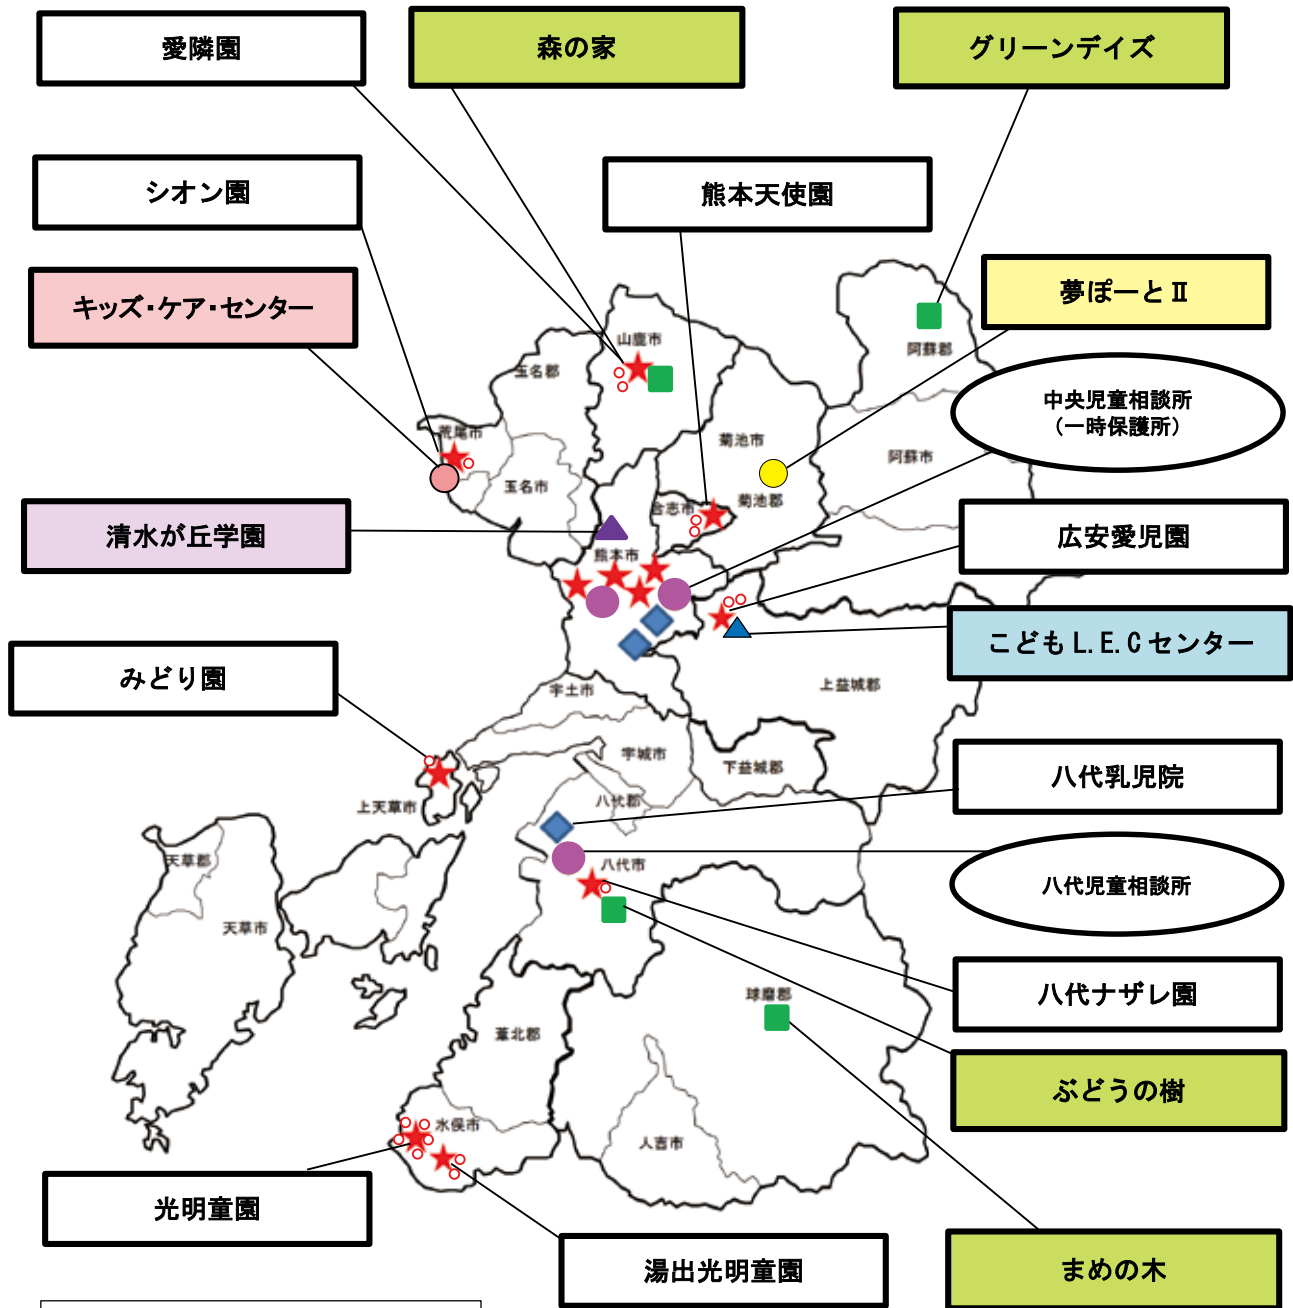 愛隣園
森の家
グリーンデイズ
シオン園
熊本天使園
キッズ・ケア・センター
夢ぽーとⅡ
山鹿市
阿蘇郡
玉名郡
中央児童相談所
（一時保護所）
荒尾市
菊池市
阿蘇市
玉名市
合志市
菊池郡
清水が丘学園
広安愛児園
熊本市
こどもL.E.Cセンター
みどり園
上益城郡
宇土市
宇城市
下益城郡
八代乳児院
上天草市
八代郡
天草郡
八代市
八代児童相談所
天草市
八代ナザレ園
球磨郡
葦北郡
ぶどうの樹
水俣市
人吉市
光明童園
湯出光明童園
まめの木